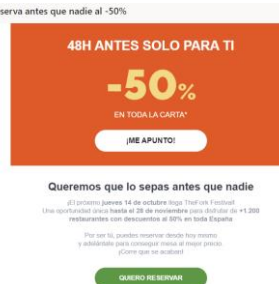 serva antes que nadie al -50%
48H ANTES SOLO PARA TI
-50%
EN TODA LA CARTA*
¡ME APUNTO!
Queremos que lo sepas antes que nadie
¡El próximo jueves 14 de octubre llega TheFork Festival!
Una oportunidad única hasta el 28 de noviembre para disfrutar de +1.200
restaurantes con descuentos al 50% en toda España
Por ser tú, puedes reservar desde hoy mismo
y adelántate para conseguir mesa al mejor precio
¡Corre que se acaban!
QUIERO RESERVAR